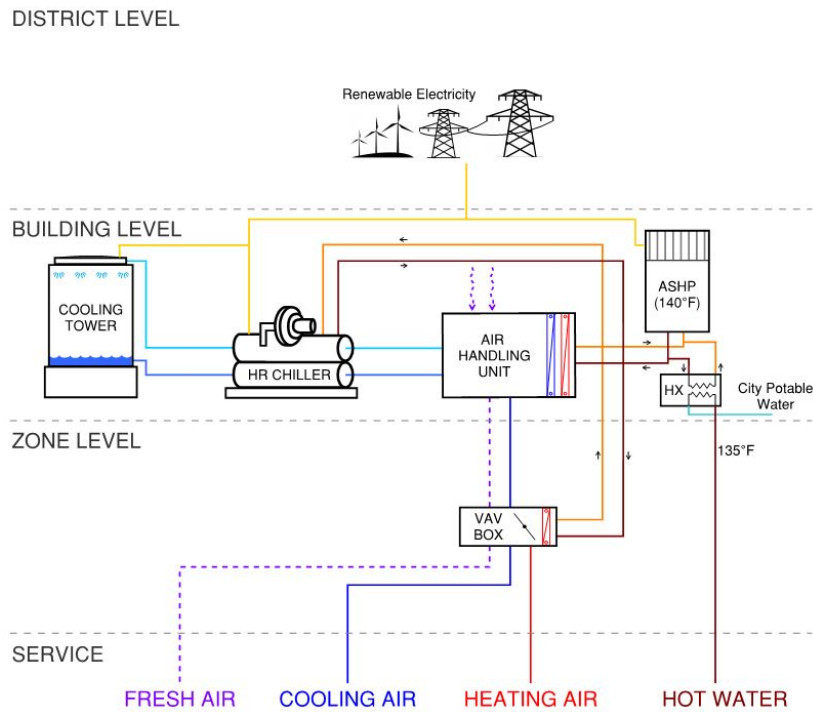 DISTRICT LEVEL
Renewable Electricity
BUILDING LEVEL
COOLING
TOWER
HR CHILLER
AIR
HANDLING
UNIT
ASHP
(140°F)
HX
City Potable
Water
ZONE LEVEL
135°F
VAV
BOX
SERVICE
FRESH AIR
COOLING AIR
HEATING AIR
HOT WATER